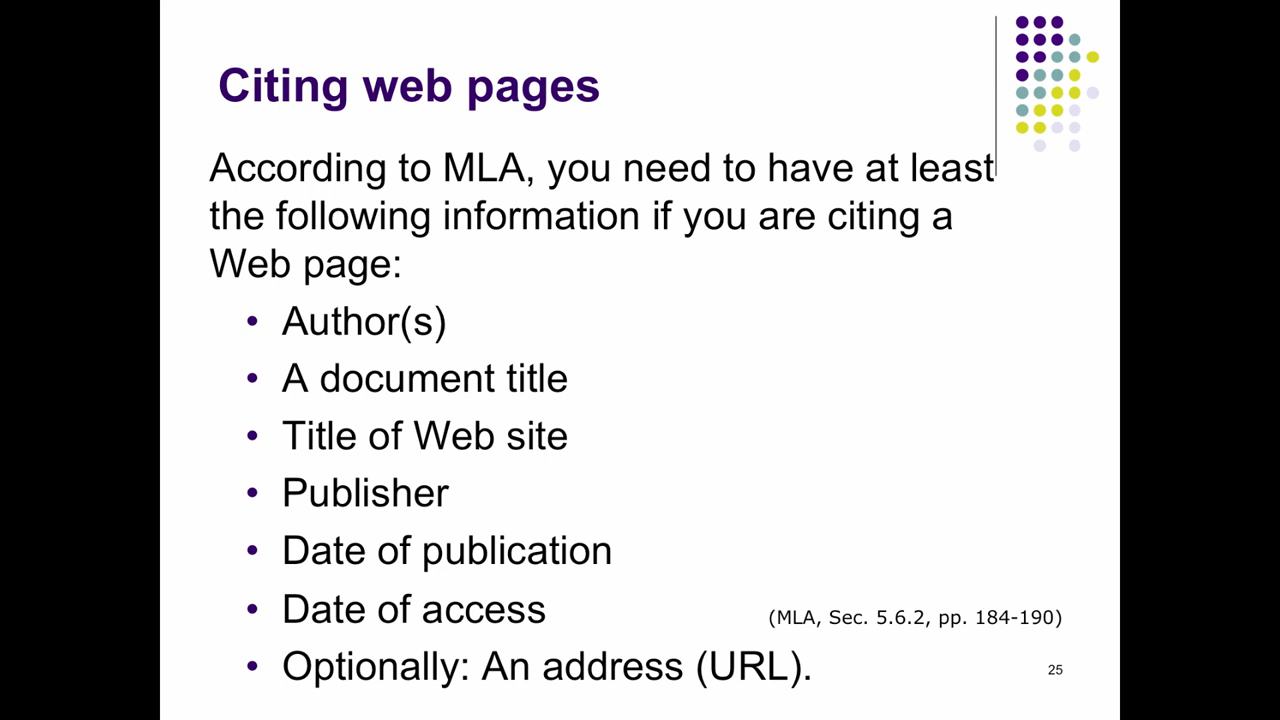 Citing web pages
According to MLA, you need to have at least
the following information if you are citing a
Web page:
• Author(s)
• A document title
• Title of Web site
• Publisher
• Date of publication
• Date of access
(MLA, Sec. 5.6.2, pp. 184-190)
• Optionally: An address (URL).
25